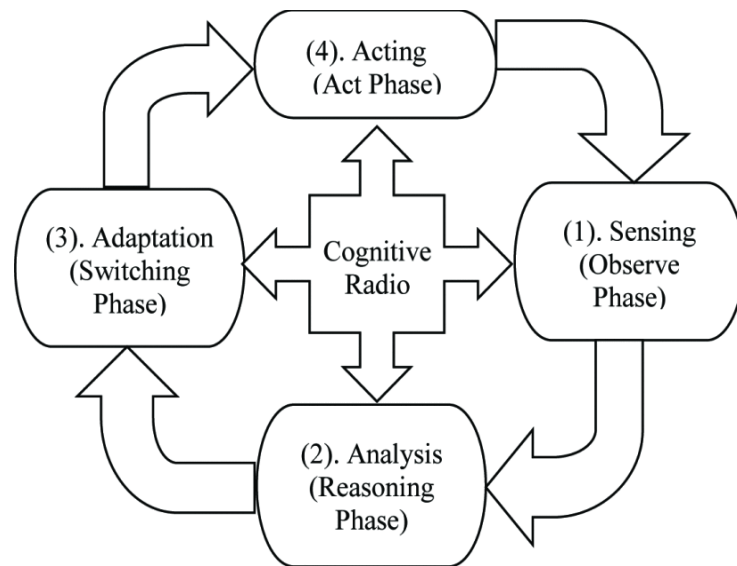 (4). Acting
(Act Phase)
(1). Sensing
(Observe
Phase)
(2). Analysis
(Reasoning
Phase)
(3). Adaptation
(Switching
Phase)
Cognitive
Radio